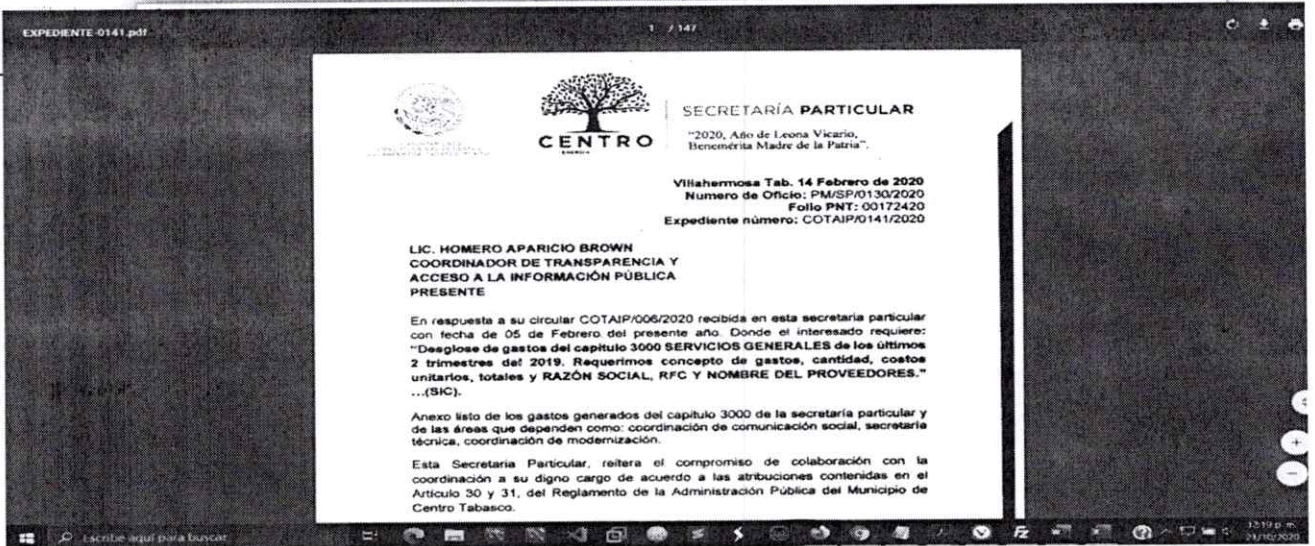 EXPEDIENTE-0141.pdf
1 / 147
CENTRO
SECRETARÍA PARTICULAR
"2020, Año de Leona Vicario,
Benemérita Madre de la Patria".
Villahermosa Tab. 14 Febrero de 2020
Numero de Oficio: PM/SP/0130/2020
Folio PNT: 00172420
Expediente número: COTAIP/0141/2020
LIC. HOMERO APARICIO BROWN
COORDINADOR DE TRANSPARENCIA Y
ACCESO A LA INFORMACIÓN PÚBLICA
PRESENTE
En respuesta a su circular COTAIP/006/2020 recibida en esta secretaria particular
con fecha de 05 de Febrero del presente año. Donde el interesado requiere:
"Desglose de gastos del capitulo 3000 SERVICIOS GENERALES de los últimos
2 trimestres del 2019. Requerimos concepto de gastos, cantidad, costos
unitarios, totales y RAZÓN SOCIAL, RFC Y NOMBRE DEL PROVEEDORES."
...(SIC).
Anexo listo de los gastos generados del capitulo 3000 de la secretaría particular y
de las áreas que dependen como: coordinación de comunicación social, secretaría
técnica, coordinación de modernización.
Esta Secretaria Particular, reitera el compromiso de colaboración con la
coordinación a su digno cargo de acuerdo a las atribuciones contenidas en el
Artículo 30 y 31, del Reglamento de la Administración Pública del Municipio de
Centro Tabasco.
Escribe aquí para buscar
12:19 p. m.
21/10/2020